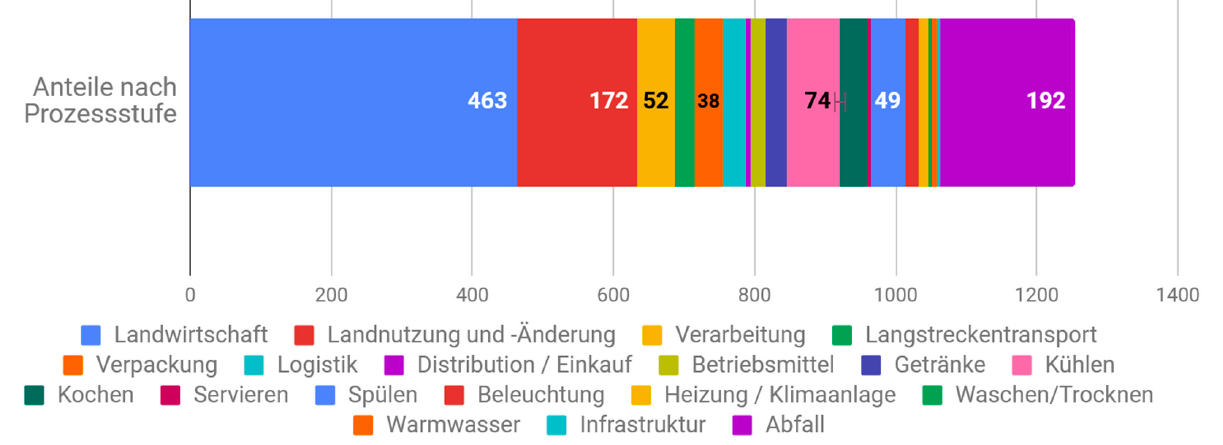 Anteile nach
Prozessstufe
463 172 52 38 74 49 192
0 200 400 600 800 1000 1200 1400
Landwirtschaft Landnutzung und -Änderung Verarbeitung Langstreckentransport
Verpackung Logistik Distribution / Einkauf Betriebsmittel Getränke Kühlen
Kochen Servieren Spülen Beleuchtung Heizung / Klimaanlage Waschen/Trocknen
Warmwasser Infrastruktur Abfall